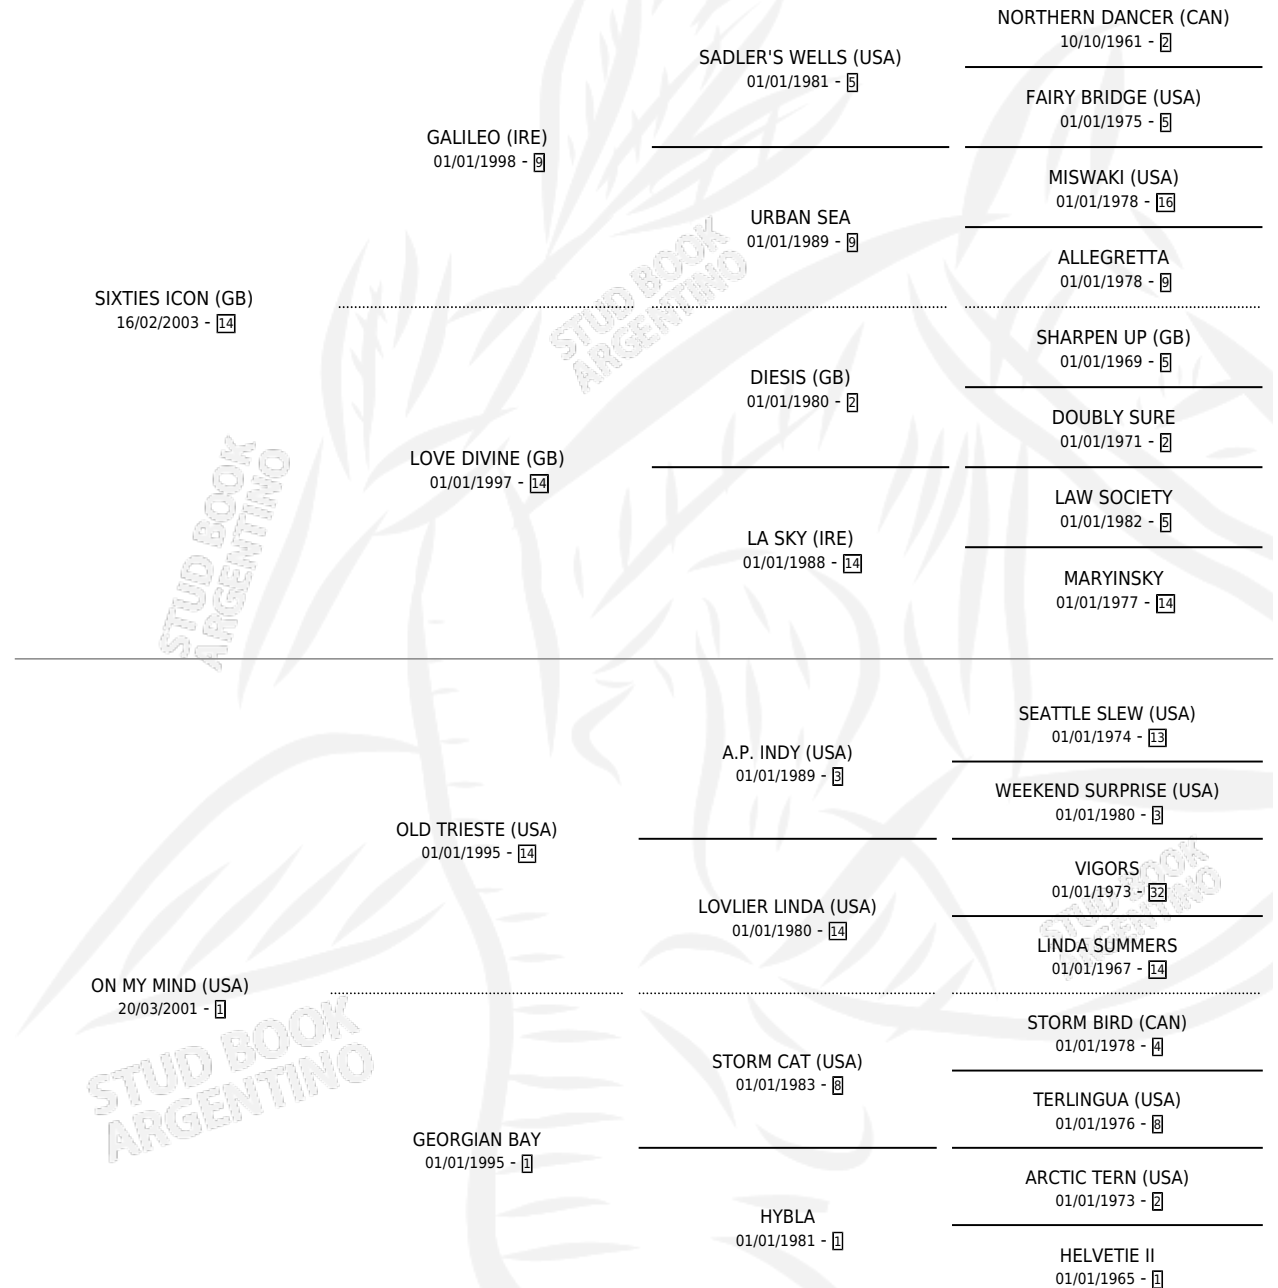 NORTHERN DANCER (CAN)
10/10/1961 - 2
SADLER'S WELLS (USA)
01/01/1981 - 5
FAIRY BRIDGE (USA)
01/01/1975 - 5
GALILEO (IRE)
01/01/1998 - 9
MISWAKI (USA)
01/01/1978 - 16
URBAN SEA
01/01/1989 - 9
ALLEGRETTA
01/01/1978 - 9
SIXTIES ICON (GB)
16/02/2003 - 14
SHARPEN UP (GB)
01/01/1969 - 5
DIESIS (GB)
01/01/1980 - 2
DOUBLY SURE
01/01/1971 - 2
LOVE DIVINE (GB)
01/01/1997 - 14
LAW SOCIETY
01/01/1982 - 5
LA SKY (IRE)
01/01/1988 - 14
MARYINSKY
01/01/1977 - 14
SEATTLE SLEW (USA)
01/01/1974 - 13
A.P. INDY (USA)
01/01/1989 - 3
WEEKEND SURPRISE (USA)
01/01/1980 - 3
OLD TRIESTE (USA)
01/01/1995 - 14
VIGORS
01/01/1973 - 32
LOVLIER LINDA (USA)
01/01/1980 - 14
LINDA SUMMERS
01/01/1967 - 14
ON MY MIND (USA)
20/03/2001 - 1
STORM BIRD (CAN)
01/01/1978 - 4
STORM CAT (USA)
01/01/1983 - 8
TERLINGUA (USA)
01/01/1976 - 8
GEORGIAN BAY
01/01/1995 - 1
ARCTIC TERN (USA)
01/01/1973 - 2
HYBLA
01/01/1981 - 1
HELVETIE II
01/01/1965 - 1
STUD BOOK
ARGENTINO
STUD BOOK
ARGENTINO
STUD BOOK
ARGENTINO
STUD BOOK
ARGENTINO